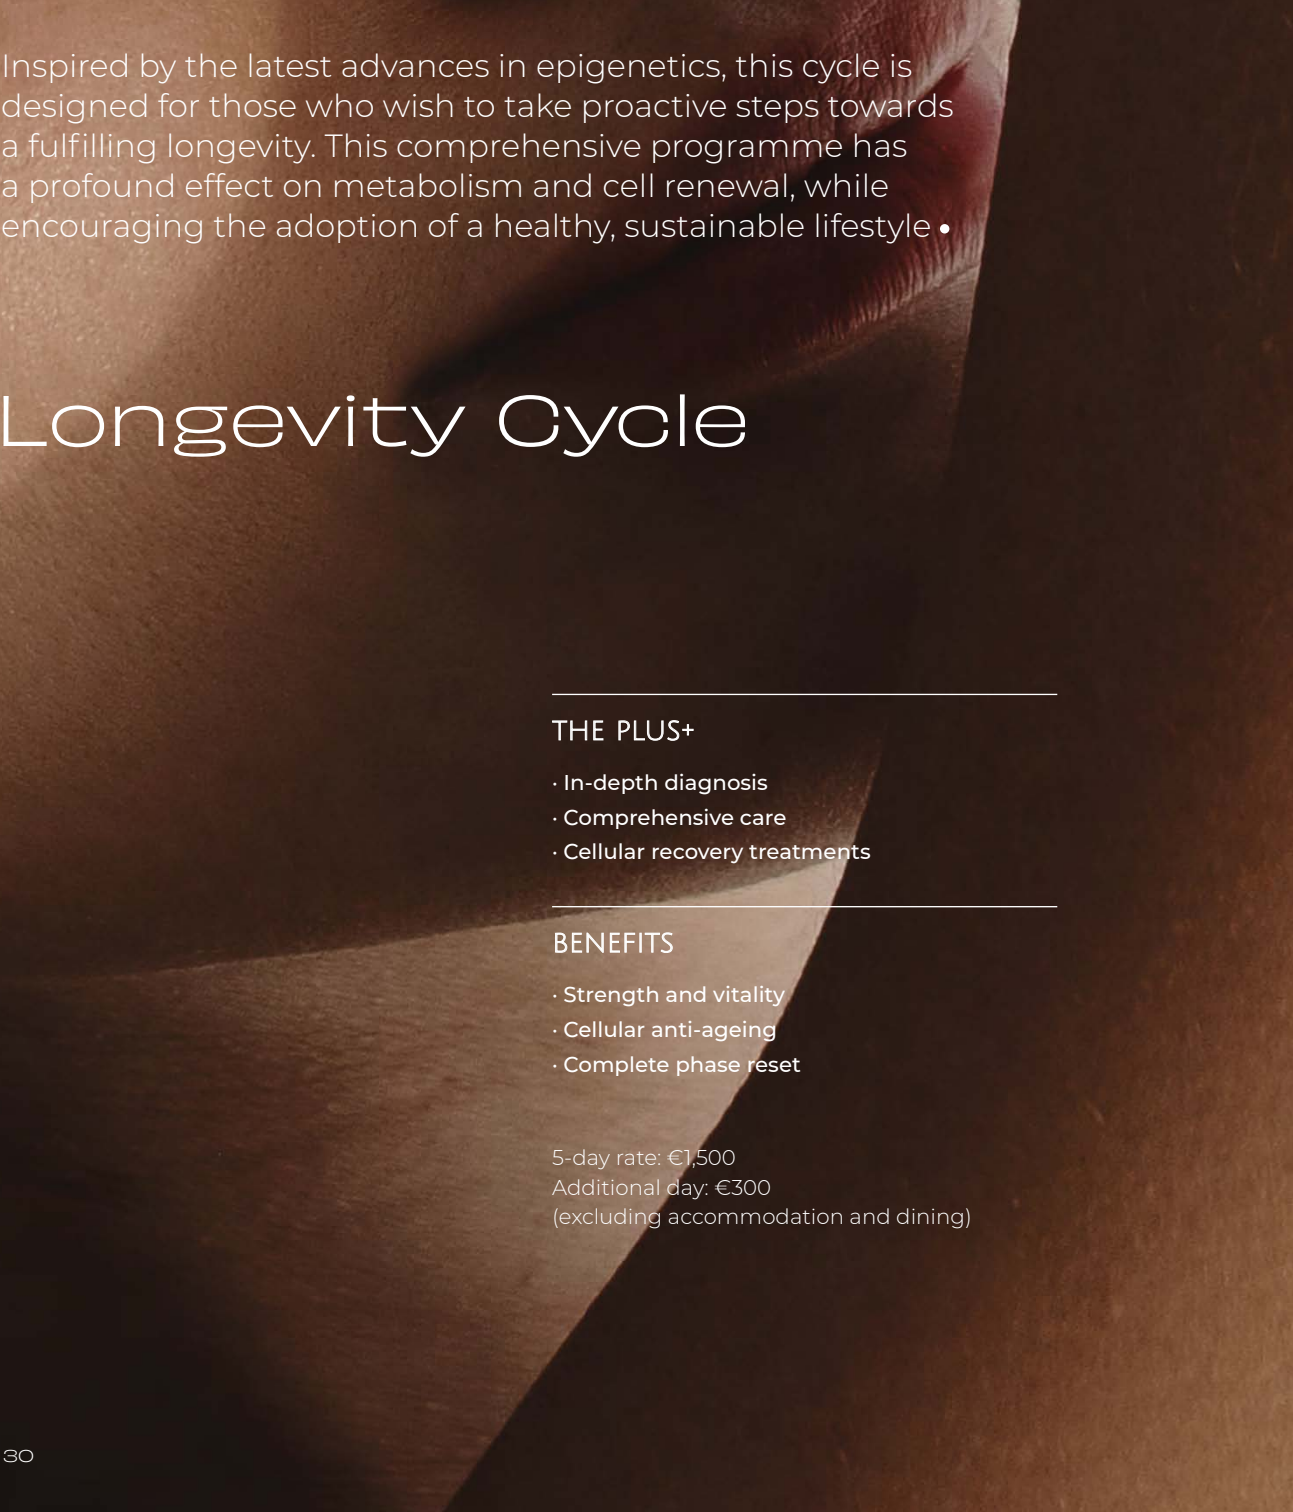 Inspired by the latest advances in epigenetics, this cycle is
designed for those who wish to take proactive steps towards
a fulfilling longevity. This comprehensive programme has
a profound effect on metabolism and cell renewal, while
encouraging the adoption of a healthy, sustainable lifestyle •
Longevity Cycle
THE PLUS+
· In-depth diagnosis
· Comprehensive care
· Cellular recovery treatments
BENEFITS
· Strength and vitality
· Cellular anti-ageing
· Complete phase reset
5-day rate: €1,500
Additional day: €300
(excluding accommodation and dining)
30